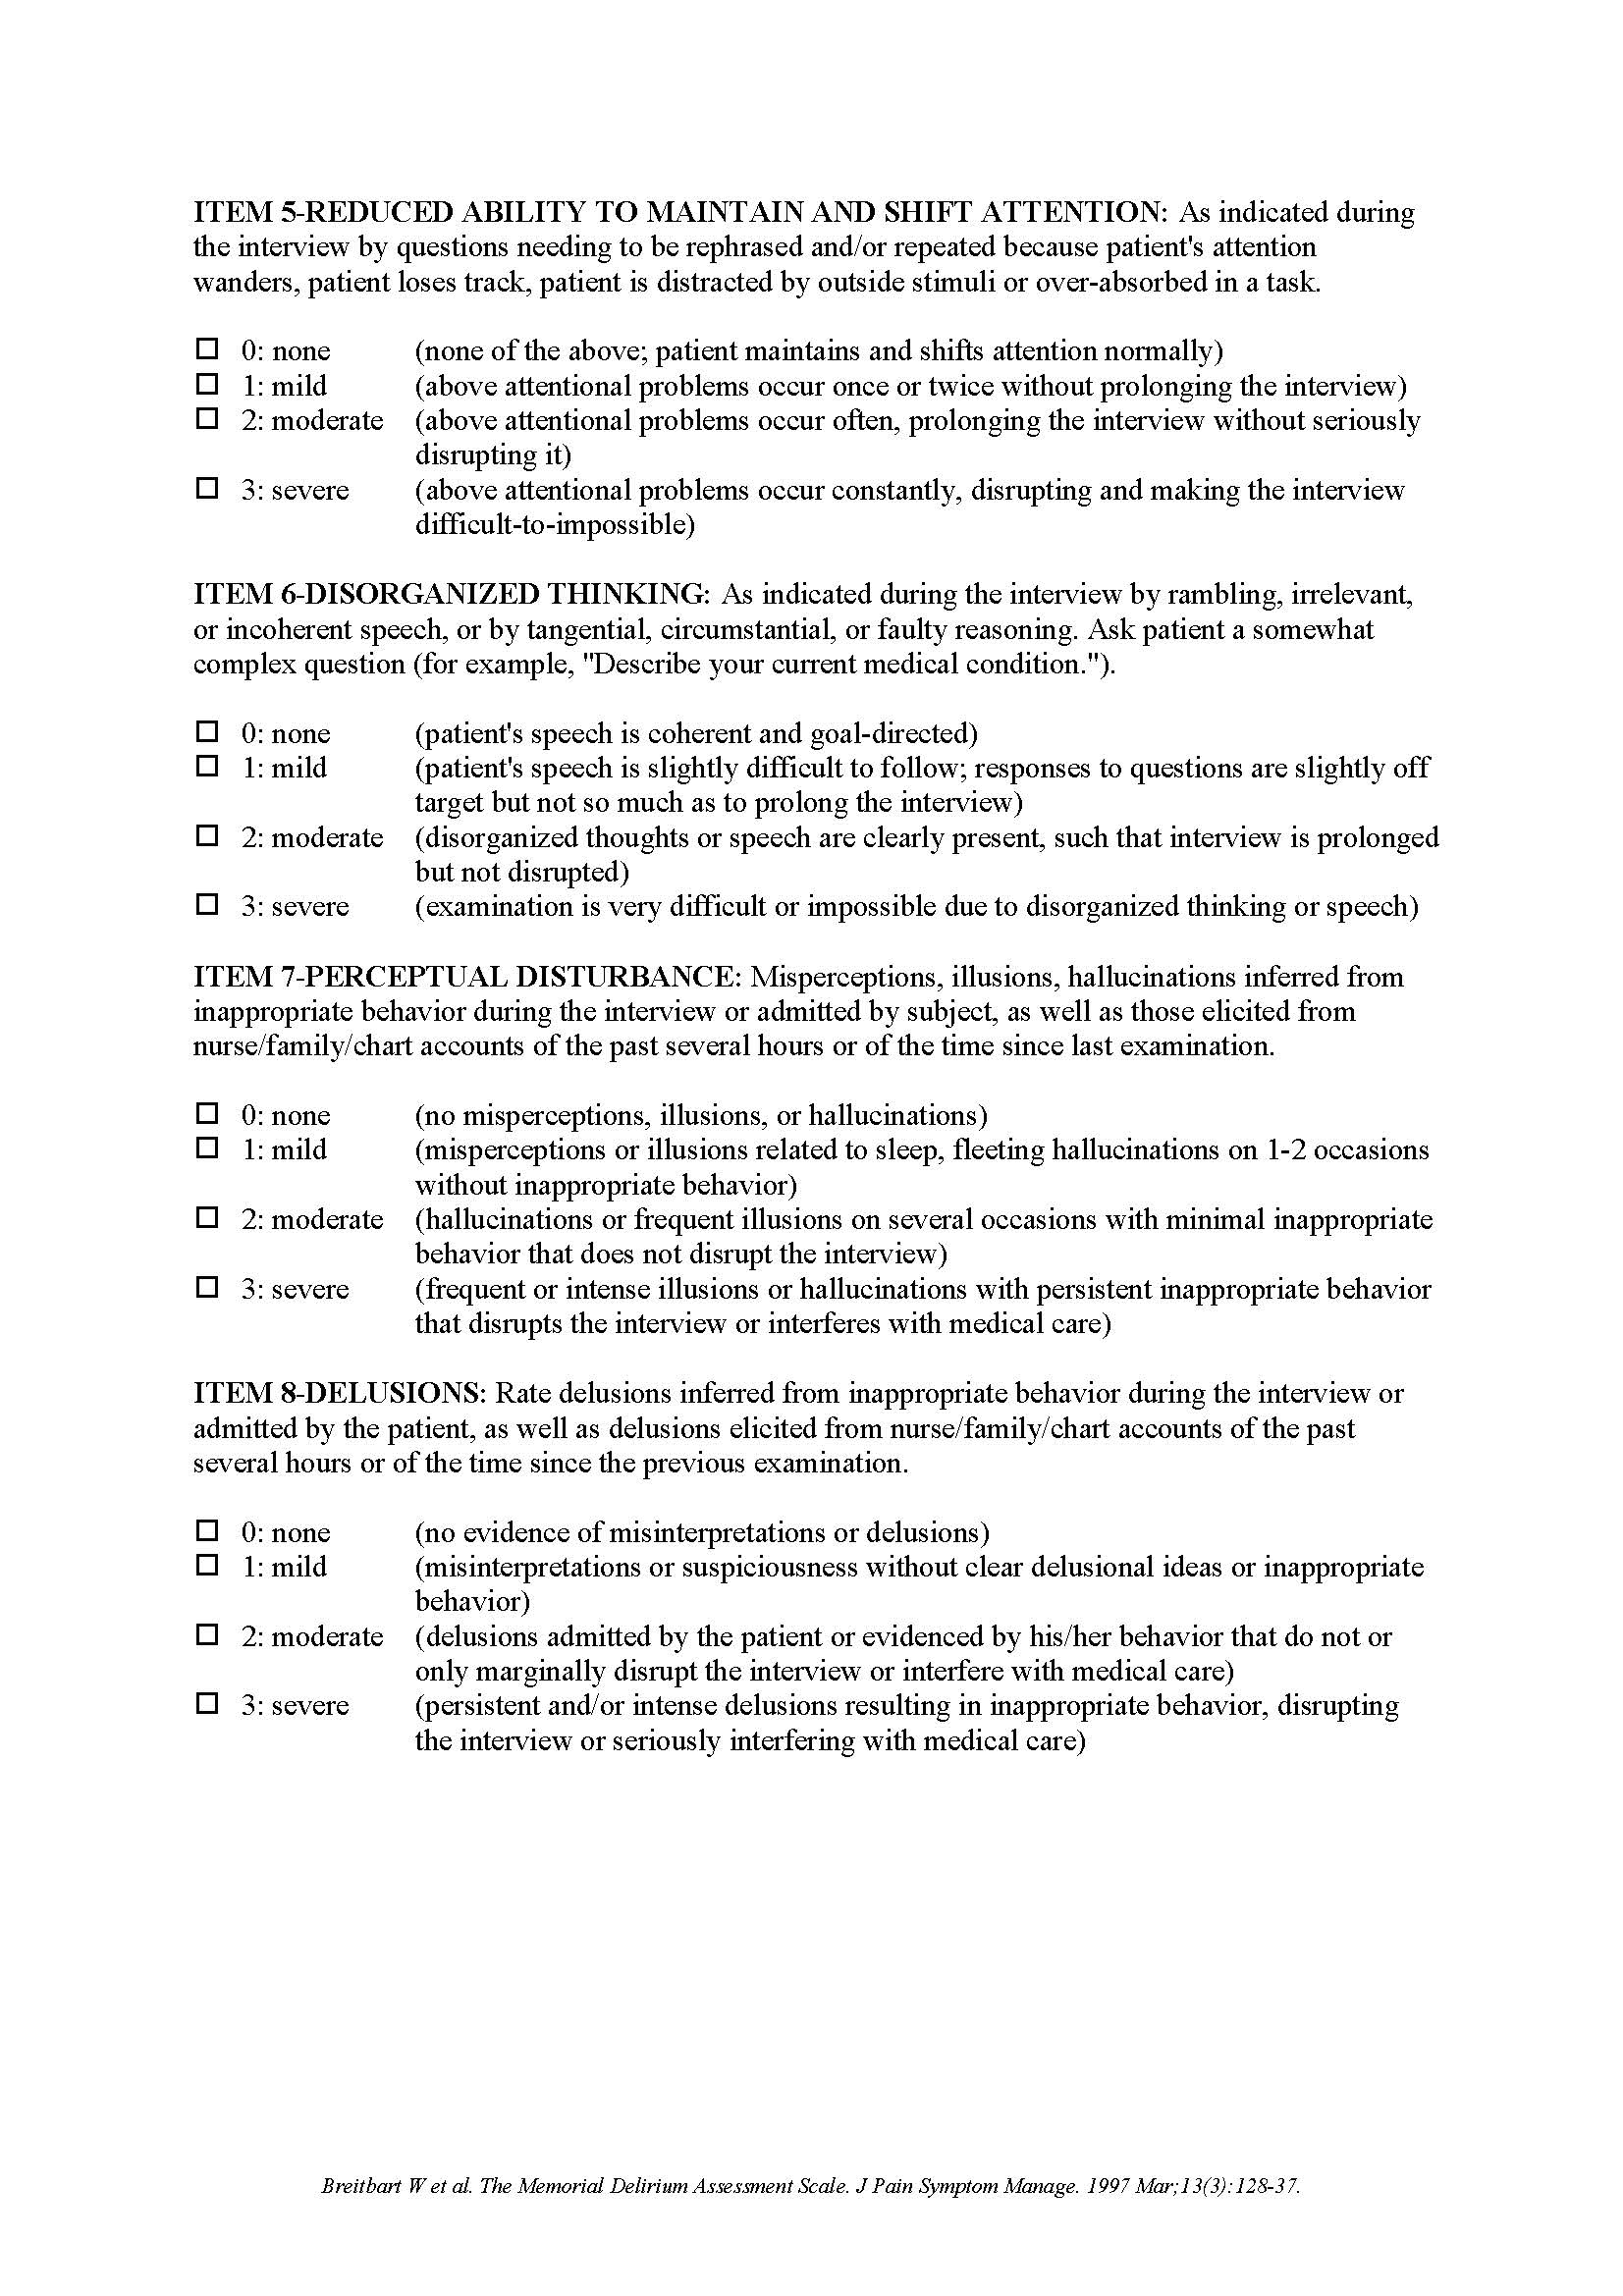 ITEM 5-REDUCED ABILITY TO MAINTAIN AND SHIFT ATTENTION: As indicated during
the interview by questions needing to be rephrased and/or repeated because patient's attention
wanders, patient loses track, patient is distracted by outside stimuli or over-absorbed in a task.
☐ 0: none (none of the above; patient maintains and shifts attention normally)
☐ 1: mild (above attentional problems occur once or twice without prolonging the interview)
☐ 2: moderate (above attentional problems occur often, prolonging the interview without seriously
disrupting it)
☐ 3: severe (above attentional problems occur constantly, disrupting and making the interview
difficult-to-impossible)
ITEM 6-DISORGANIZED THINKING: As indicated during the interview by rambling, irrelevant,
or incoherent speech, or by tangential, circumstantial, or faulty reasoning. Ask patient a somewhat
complex question (for example, "Describe your current medical condition.").
☐ 0: none (patient's speech is coherent and goal-directed)
☐ 1: mild (patient's speech is slightly difficult to follow; responses to questions are slightly off
target but not so much as to prolong the interview)
☐ 2: moderate (disorganized thoughts or speech are clearly present, such that interview is prolonged
but not disrupted)
☐ 3: severe (examination is very difficult or impossible due to disorganized thinking or speech)
ITEM 7-PERCEPTUAL DISTURBANCE: Misperceptions, illusions, hallucinations inferred from
inappropriate behavior during the interview or admitted by subject, as well as those elicited from
nurse/family/chart accounts of the past several hours or of the time since last examination.
☐ 0: none (no misperceptions, illusions, or hallucinations)
☐ 1: mild (misperceptions or illusions related to sleep, fleeting hallucinations on 1-2 occasions
without inappropriate behavior)
☐ 2: moderate (hallucinations or frequent illusions on several occasions with minimal inappropriate
behavior that does not disrupt the interview)
☐ 3: severe (frequent or intense illusions or hallucinations with persistent inappropriate behavior
that disrupts the interview or interferes with medical care)
ITEM 8-DELUSIONS: Rate delusions inferred from inappropriate behavior during the interview or
admitted by the patient, as well as delusions elicited from nurse/family/chart accounts of the past
several hours or of the time since the previous examination.
☐ 0: none (no evidence of misinterpretations or delusions)
☐ 1: mild (misinterpretations or suspiciousness without clear delusional ideas or inappropriate
behavior)
☐ 2: moderate (delusions admitted by the patient or evidenced by his/her behavior that do not or
only marginally disrupt the interview or interfere with medical care)
☐ 3: severe (persistent and/or intense delusions resulting in inappropriate behavior, disrupting
the interview or seriously interfering with medical care)
Breitbart W et al. The Memorial Delirium Assessment Scale. J Pain Symptom Manage. 1997 Mar;13(3):128-37.